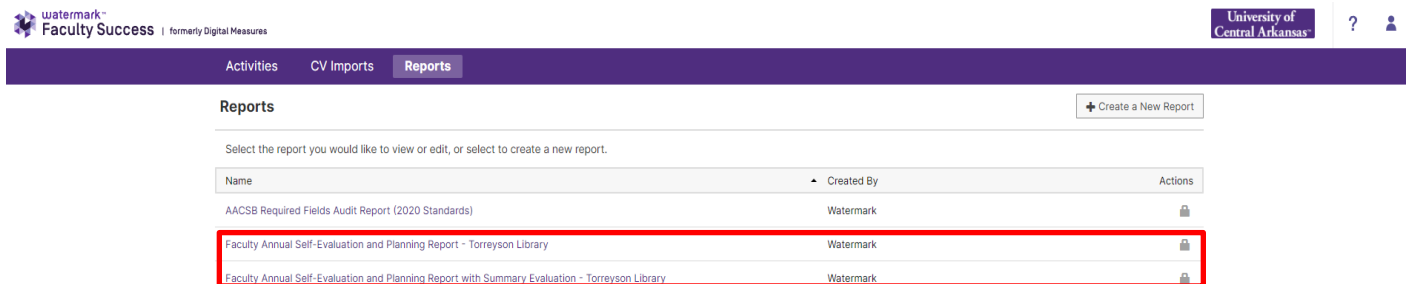 watermark™
Faculty Success | formerly Digital Measures
University of
Central Arkansas™
?
Activities CV Imports Reports
Reports
+ Create a New Report
Select the report you would like to view or edit, or select to create a new report.
Name Created By Actions
AACSB Required Fields Audit Report (2020 Standards) Watermark
Faculty Annual Self-Evaluation and Planning Report - Torreyson Library Watermark
Faculty Annual Self-Evaluation and Planning Report with Summary Evaluation - Torreyson Library Watermark